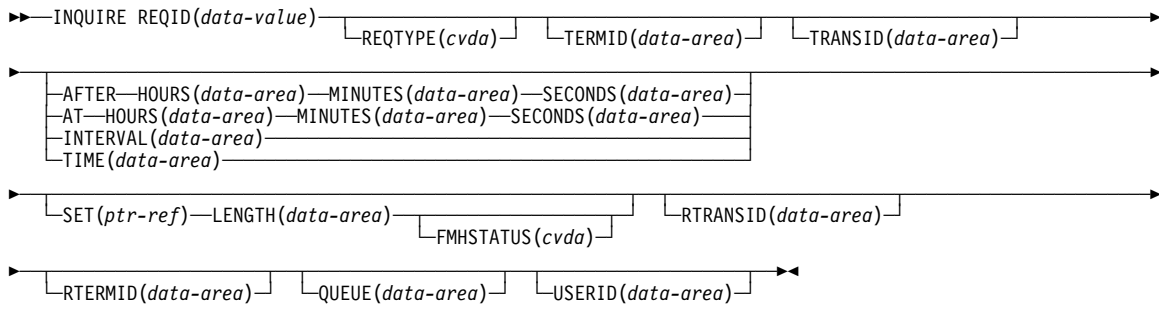 INQUIRE REQID(data-value) REQTYPE(cvda) TERMID(data-area) TRANSID(data-area)
AFTER HOURS(data-area) MINUTES(data-area) SECONDS(data-area)
AT HOURS(data-area) MINUTES(data-area) SECONDS(data-area)
INTERVAL(data-area)
TIME(data-area)
SET(ptr-ref) LENGTH(data-area) FMHSTATUS(cvda) RTRANSID(data-area)
RTERMID(data-area) QUEUE(data-area) USERID(data-area)